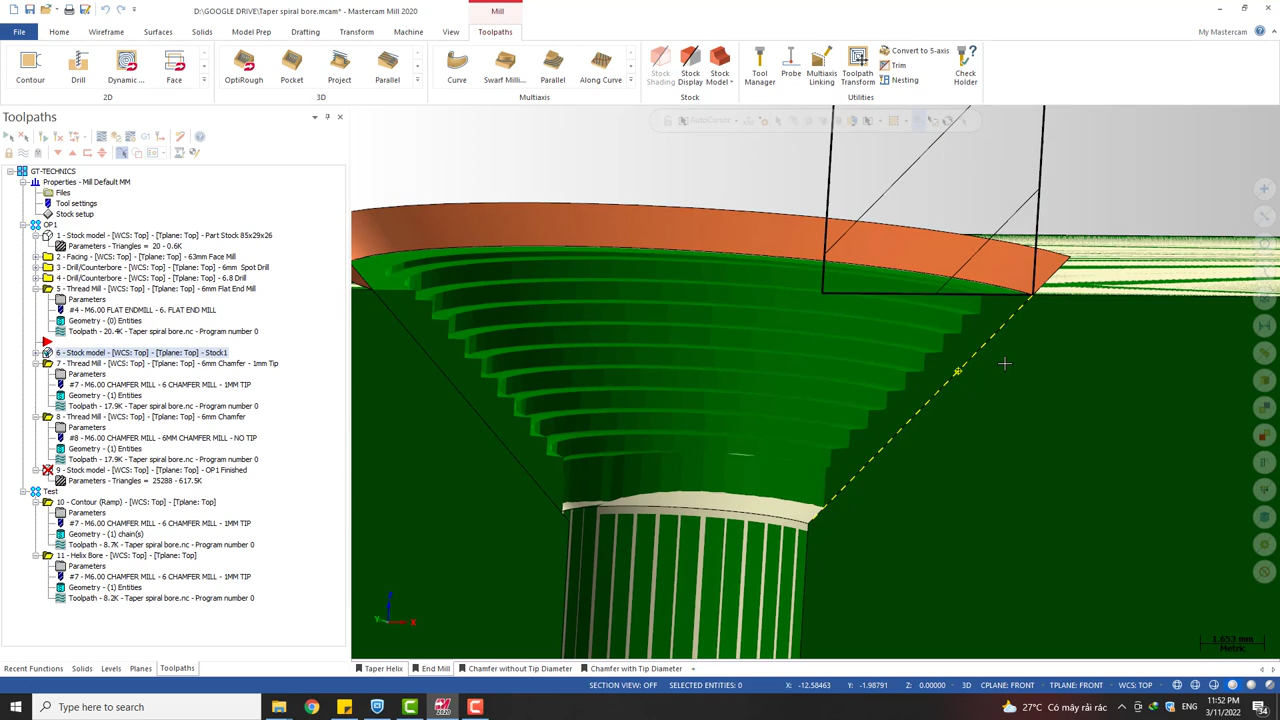 D:\GOOGLE DRIVE\Taper spiral bore.mcam* - Mastercam Mill 2020
Mill
File Home Wireframe Surfaces Solids Model Prep Drafting Transform Machine View Toolpaths
My Mastercam
Contour Drill Dynamic ... Face
OptiRough Pocket Project Parallel
Curve Swarf Milli... Parallel Along Curve
Stock Shading Stock Display Stock Model
Tool Manager Probe Multiaxis Linking Toolpath Transform
Convert to 5-axis
Trim
Nesting
Check Holder
2D 3D Multiaxis Stock Utilities
Toolpaths
AutoCursor
G1
GT-TECHNICS
Properties - Mill Default MM
Files
Tool settings
Stock setup
OP1
1 - Stock model - [WCS: Top] - [Tplane: Top] - Part Stock 85x29x26
Parameters - Triangles = 20 - 0.6K
2 - Facing - [WCS: Top] - [Tplane: Top] - 63mm Face Mill
3 - Drill/Counterbore - [WCS: Top] - [Tplane: Top] - 6mm Spot Drill
4 - Drill/Counterbore - [WCS: Top] - [Tplane: Top] - 6.8 Drill
5 - Thread Mill - [WCS: Top] - [Tplane: Top] - 6mm Flat End Mill
Parameters
#4 - M6.00 FLAT ENDMILL - 6. FLAT END MILL
Geometry - (0) Entities
Toolpath - 20.4K - Taper spiral bore.nc - Program number 0
6 - Stock model - [WCS: Top] - [Tplane: Top] - Stock1
7 - Thread Mill - [WCS: Top] - [Tplane: Top] - 6mm Chamfer - 1mm Tip
Parameters
#7 - M6.00 CHAMFER MILL - 6 CHAMFER MILL - 1MM TIP
Geometry - (1) Entities
Toolpath - 17.9K - Taper spiral bore.nc - Program number 0
8 - Thread Mill - [WCS: Top] - [Tplane: Top] - 6mm Chamfer
Parameters
#8 - M6.00 CHAMFER MILL - 6MM CHAMFER MILL - NO TIP
Geometry - (1) Entities
Toolpath - 17.9K - Taper spiral bore.nc - Program number 0
9 - Stock model - [WCS: Top] - [Tplane: Top] - OP1 Finished
Parameters - Triangles = 25288 - 617.5K
Test
10 - Contour (Ramp) - [WCS: Top] - [Tplane: Top]
Parameters
#7 - M6.00 CHAMFER MILL - 6 CHAMFER MILL - 1MM TIP
Geometry - (1) chain(s)
Toolpath - 8.7K - Taper spiral bore.nc - Program number 0
11 - Helix Bore - [WCS: Top] - [Tplane: Top]
Parameters
#7 - M6.00 CHAMFER MILL - 6 CHAMFER MILL - 1MM TIP
Geometry - (1) Entities
Toolpath - 8.2K - Taper spiral bore.nc - Program number 0
Z
Y X
1.653 mm
Metric
Recent Functions Solids Levels Planes Toolpaths
Taper Helix End Mill Chamfer without Tip Diameter Chamfer with Tip Diameter +
SECTION VIEW: OFF SELECTED ENTITIES: 0 X: -12.58463 Y: -1.98791 Z: 0.00000 3D CPLANE: FRONT TPLANE: FRONT WCS: TOP
Type here to search
2020
27°C Có mây rải rác
ENG
11:52 PM
3/11/2022
34